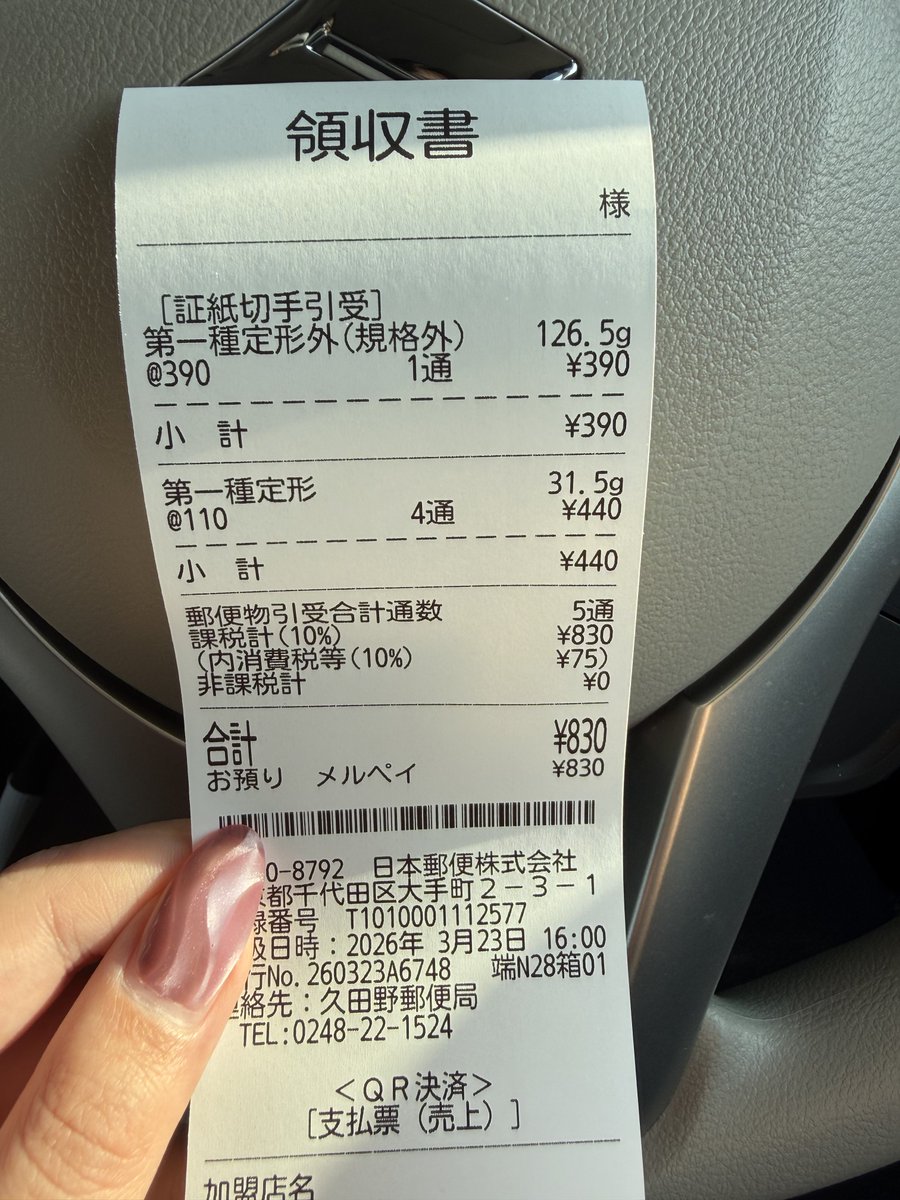 領収書
様
[証紙切手引受]
第一種定形外(規格外) 126.5g
@390 1通 ¥390
小 計 ¥390
第一種定形 31.5g
@110 4通 ¥440
小 計 ¥440
郵便物引受合計通数 5通
課税計(10%) ¥830
(内消費税等(10%) ¥75)
非課税計 ¥0
合計 ¥830
お預り メルペイ ¥830
0-8792 日本郵便株式会社
都千代田区大手町2-3-1
録番号 T1010001112577
扱日時:2026年 3月23日 16:00
行No.260323A6748 端N28箱01
連絡先:久田野郵便局
TEL:0248-22-1524
<QR決済>
[支払票(売上)]
加盟店名